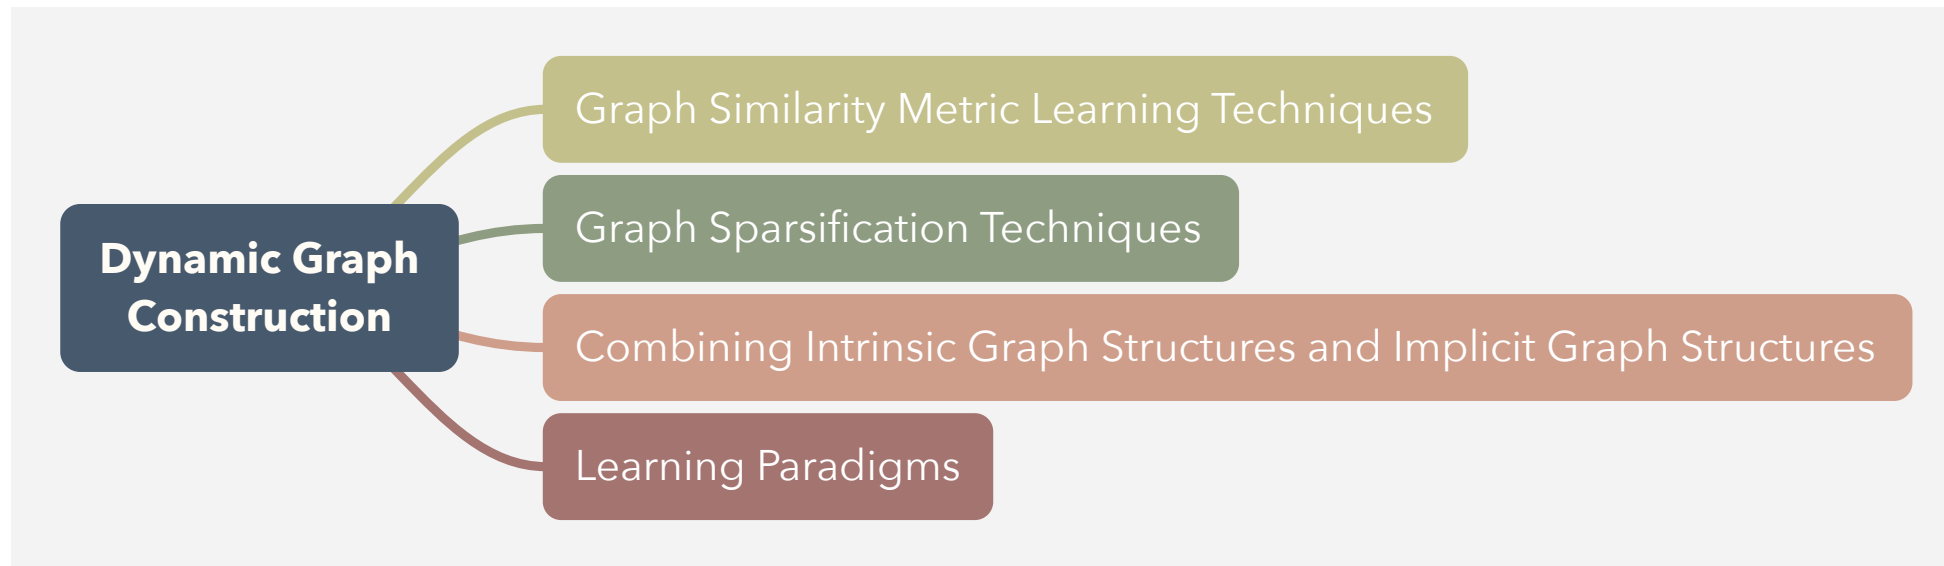 Graph Similarity Metric Learning Techniques
Graph Sparsification Techniques
Dynamic Graph
Construction
Combining Intrinsic Graph Structures and Implicit Graph Structures
Learning Paradigms